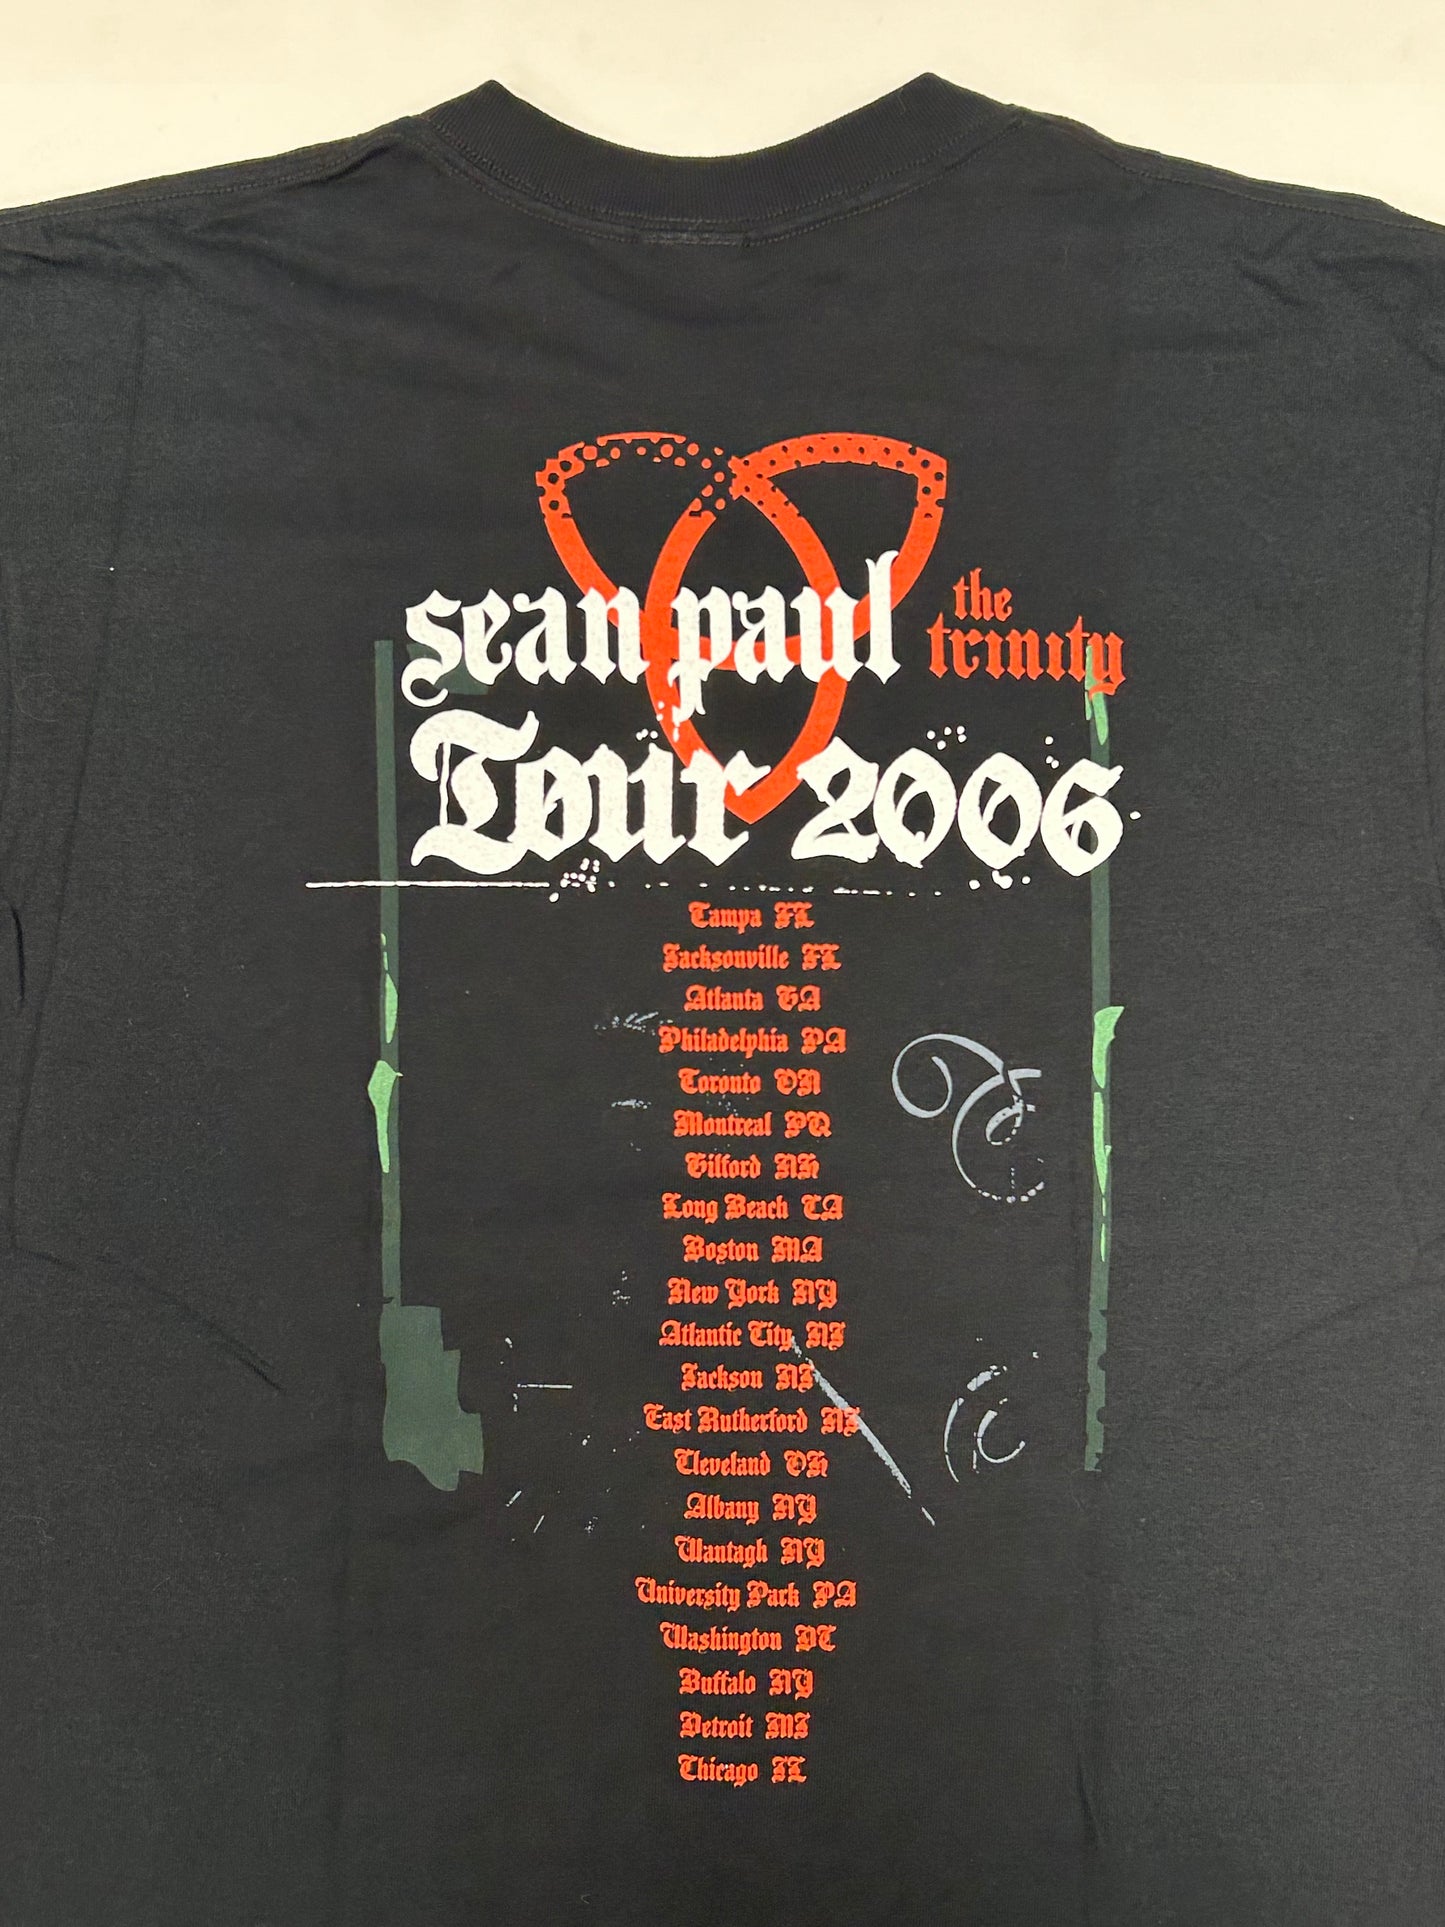 sean paul
the
trinity
Tour 2006
Tampa FL
Jacksonville FL
Atlanta GA
Philadelphia PA
Toronto ON
Montreal PQ
Gilford NH
Long Beach CA
Boston MA
New York NY
Atlantic City NJ
Jackson NJ
East Rutherford NJ
Cleveland OH
Albany NY
Wantagh NY
University Park PA
Washington DC
Buffalo NY
Detroit MI
Chicago IL